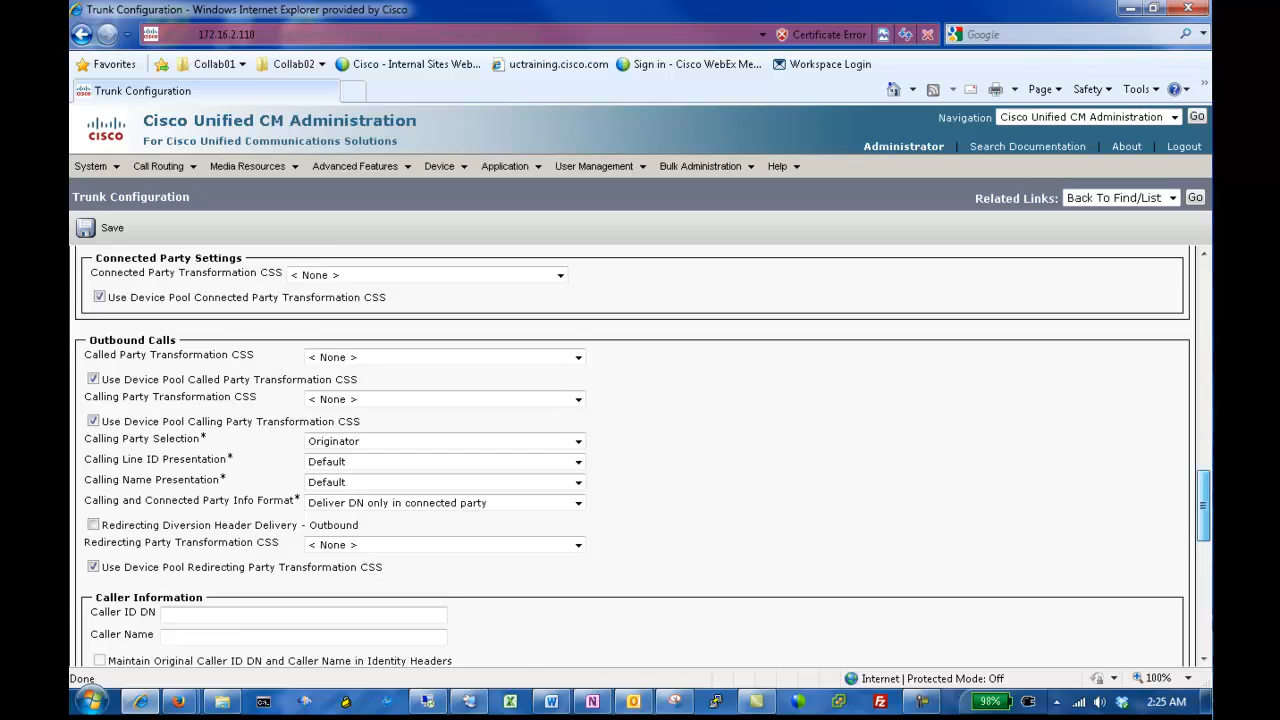 Trunk Configuration - Windows Internet Explorer provided by Cisco
172.16.2.110
Certificate Error
Google
Favorites
Collab01
Collab02
Cisco - Internal Sites Web...
uctraining.cisco.com
Sign in - Cisco WebEx Me...
Workspace Login
Trunk Configuration
Page
Safety
Tools
CISCO
Cisco Unified CM Administration
For Cisco Unified Communications Solutions
Navigation Cisco Unified CM Administration Go
Administrator | Search Documentation | About | Logout
System Call Routing Media Resources Advanced Features Device Application User Management Bulk Administration Help
Trunk Configuration
Related Links: Back To Find/List Go
Save
Connected Party Settings
Connected Party Transformation CSS < None >
Use Device Pool Connected Party Transformation CSS
Outbound Calls
Called Party Transformation CSS < None >
Use Device Pool Called Party Transformation CSS
Calling Party Transformation CSS < None >
Use Device Pool Calling Party Transformation CSS
Calling Party Selection* Originator
Calling Line ID Presentation* Default
Calling Name Presentation* Default
Calling and Connected Party Info Format* Deliver DN only in connected party
Redirecting Diversion Header Delivery - Outbound
Redirecting Party Transformation CSS < None >
Use Device Pool Redirecting Party Transformation CSS
Caller Information
Caller ID DN
Caller Name
Maintain Original Caller ID DN and Caller Name in Identity Headers
Done
Internet | Protected Mode: Off
100%
98%
2:25 AM